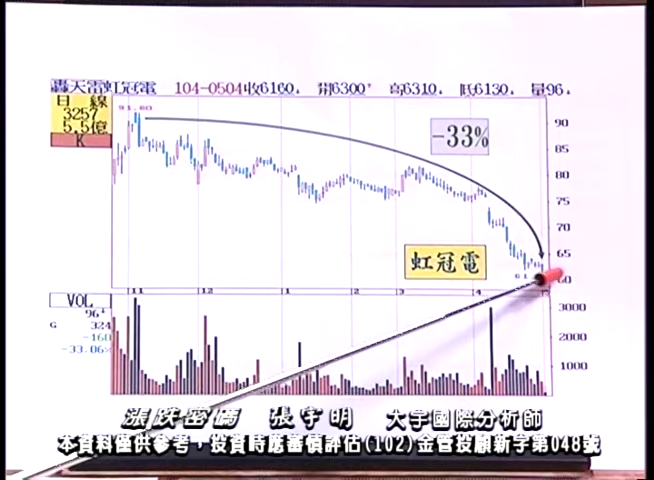 轟天雷虹冠電 104-0504收6160↓ 開6300↑ 高6310↓ 低6130↓ 量96↓
日 線
3257
5.5億
K
91.80
-33%
90
85
80
75
70
65
60
虹冠電
11 12 1 2 3 4
VOL
96↑
G 324
-160
-33.06%
3000
2000
1000
漲跌密碼 張宇明 大宇國際分析師
本資料僅供參考，投資時應審慎評估(102)金管投顧新字第048號